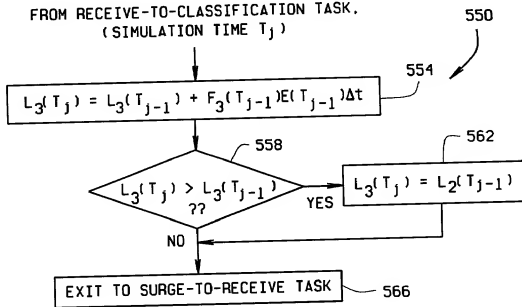 FROM RECEIVE-TO-CLASSIFICATION TASK.
(SIMULATION TIME Tj)
550
554
L3(Tj) = L3(Tj-1) + F3(Tj-1)E(Tj-1)Δt
558
562
L3(Tj) > L3(Tj-1)
??
YES
L3(Tj) = L2(Tj-1)
NO
EXIT TO SURGE-TO-RECEIVE TASK
566